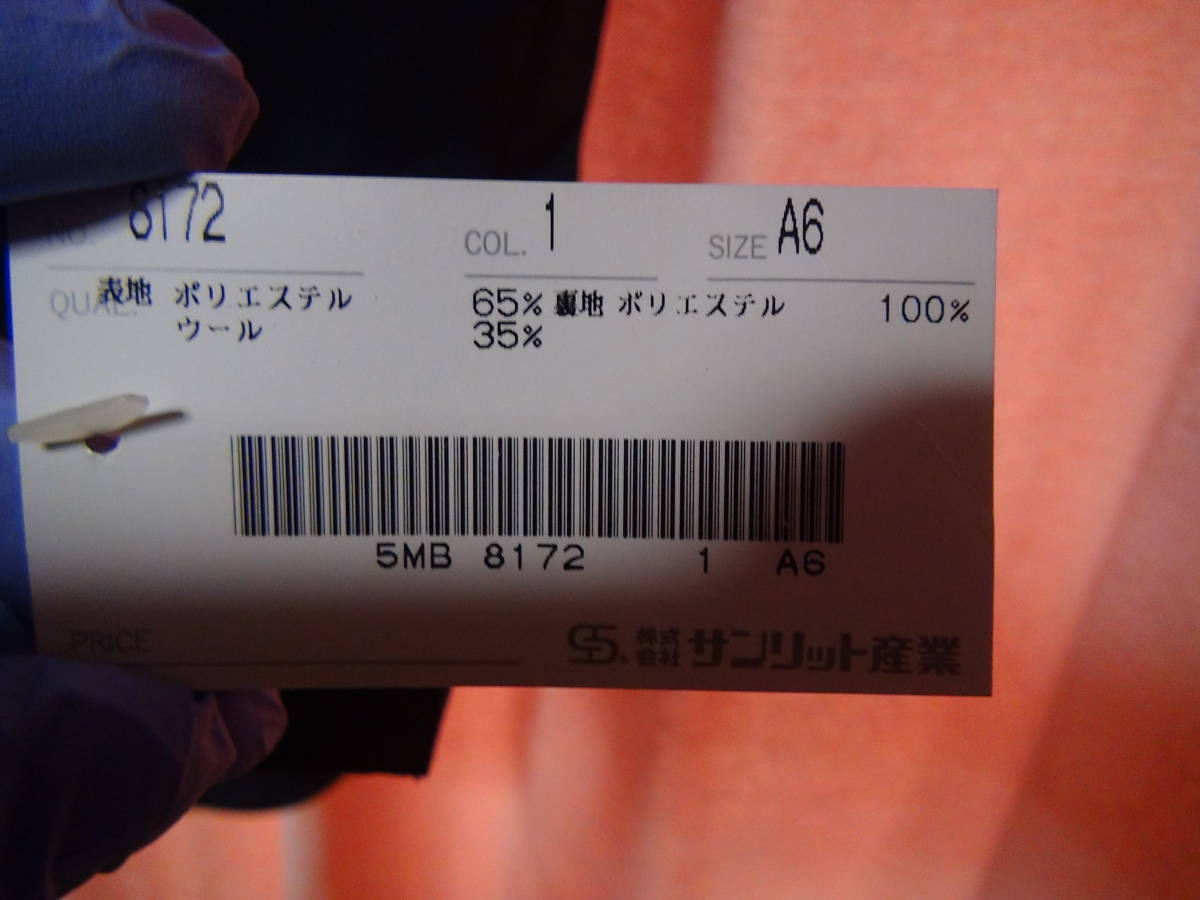 NO. 8172 COL. 1 SIZE A6
QUAL. 表地 ポリエステル 65% 裏地 ポリエステル 100%
ウール 35%
5MB 8172 1 A6
PRICE
株式会社 サンリット産業